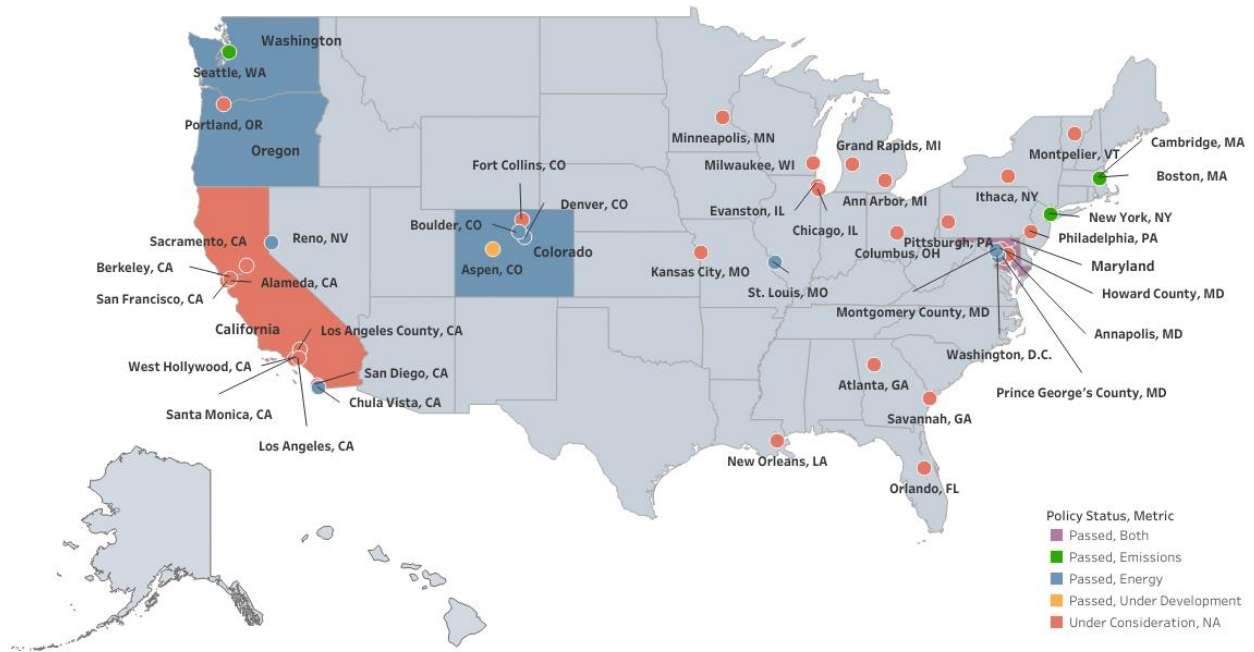 Washington
Seattle, WA
Portland, OR
Oregon
Minneapolis, MN
Grand Rapids, MI
Milwaukee, WI
Montpelier, VT
Cambridge, MA
Boston, MA
Fort Collins, CO
Denver, CO
Boulder, CO
Colorado
Aspen, CO
Evanston, IL
Ann Arbor, MI
Chicago, IL
Ithaca, NY
New York, NY
Sacramento, CA
Reno, NV
Berkeley, CA
Alameda, CA
San Francisco, CA
California
Kansas City, MO
St. Louis, MO
Columbus, OH
Pittsburgh, PA
Philadelphia, PA
Maryland
Howard County, MD
Montgomery County, MD
Annapolis, MD
Washington, D.C.
Prince George's County, MD
Los Angeles County, CA
West Hollywood, CA
San Diego, CA
Chula Vista, CA
Santa Monica, CA
Los Angeles, CA
Atlanta, GA
Savannah, GA
New Orleans, LA
Orlando, FL
Policy Status, Metric
Passed, Both
Passed, Emissions
Passed, Energy
Passed, Under Development
Under Consideration, NA